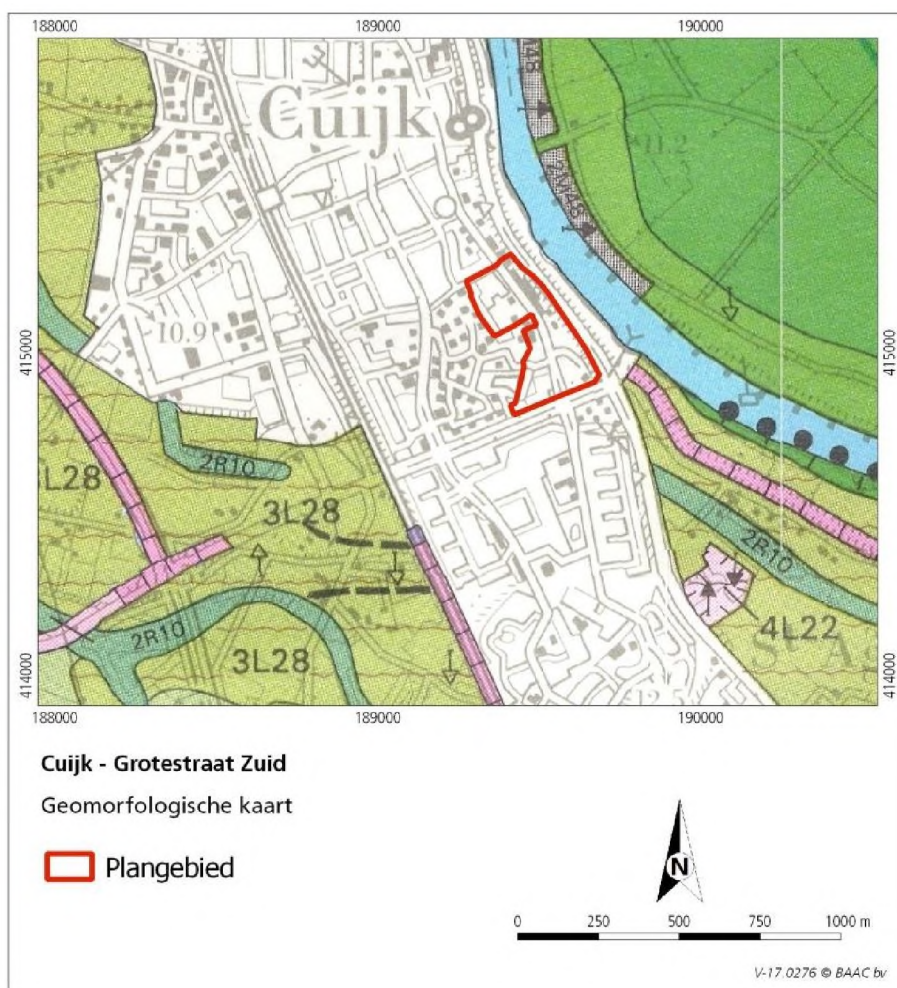 188000 189000 190000
Cuijk
11.2
415000 415000
10.9
2R10
L28
3L28
2R10
2R10
4L22
3L28
414000 414000
188000 189000 190000
Cuijk - Grotestraat Zuid
Geomorfologische kaart
Plangebied
N
0 250 500 750 1000 m
V-17.0276 © BAAC bv